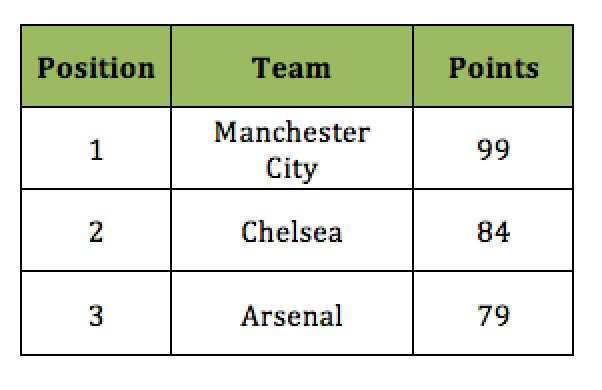 Position Team Points
1 Manchester City 99
2 Chelsea 84
3 Arsenal 79